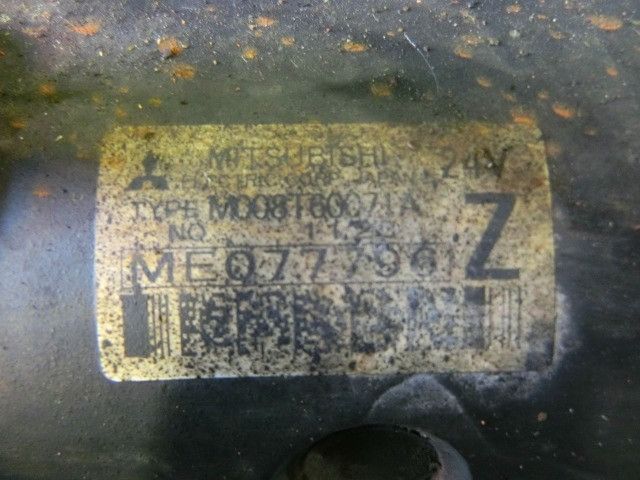 MITSUBISHI 24V
ELECTRIC CORP. JAPAN
TYPE M008T60071A
NO.
ME077796 Z